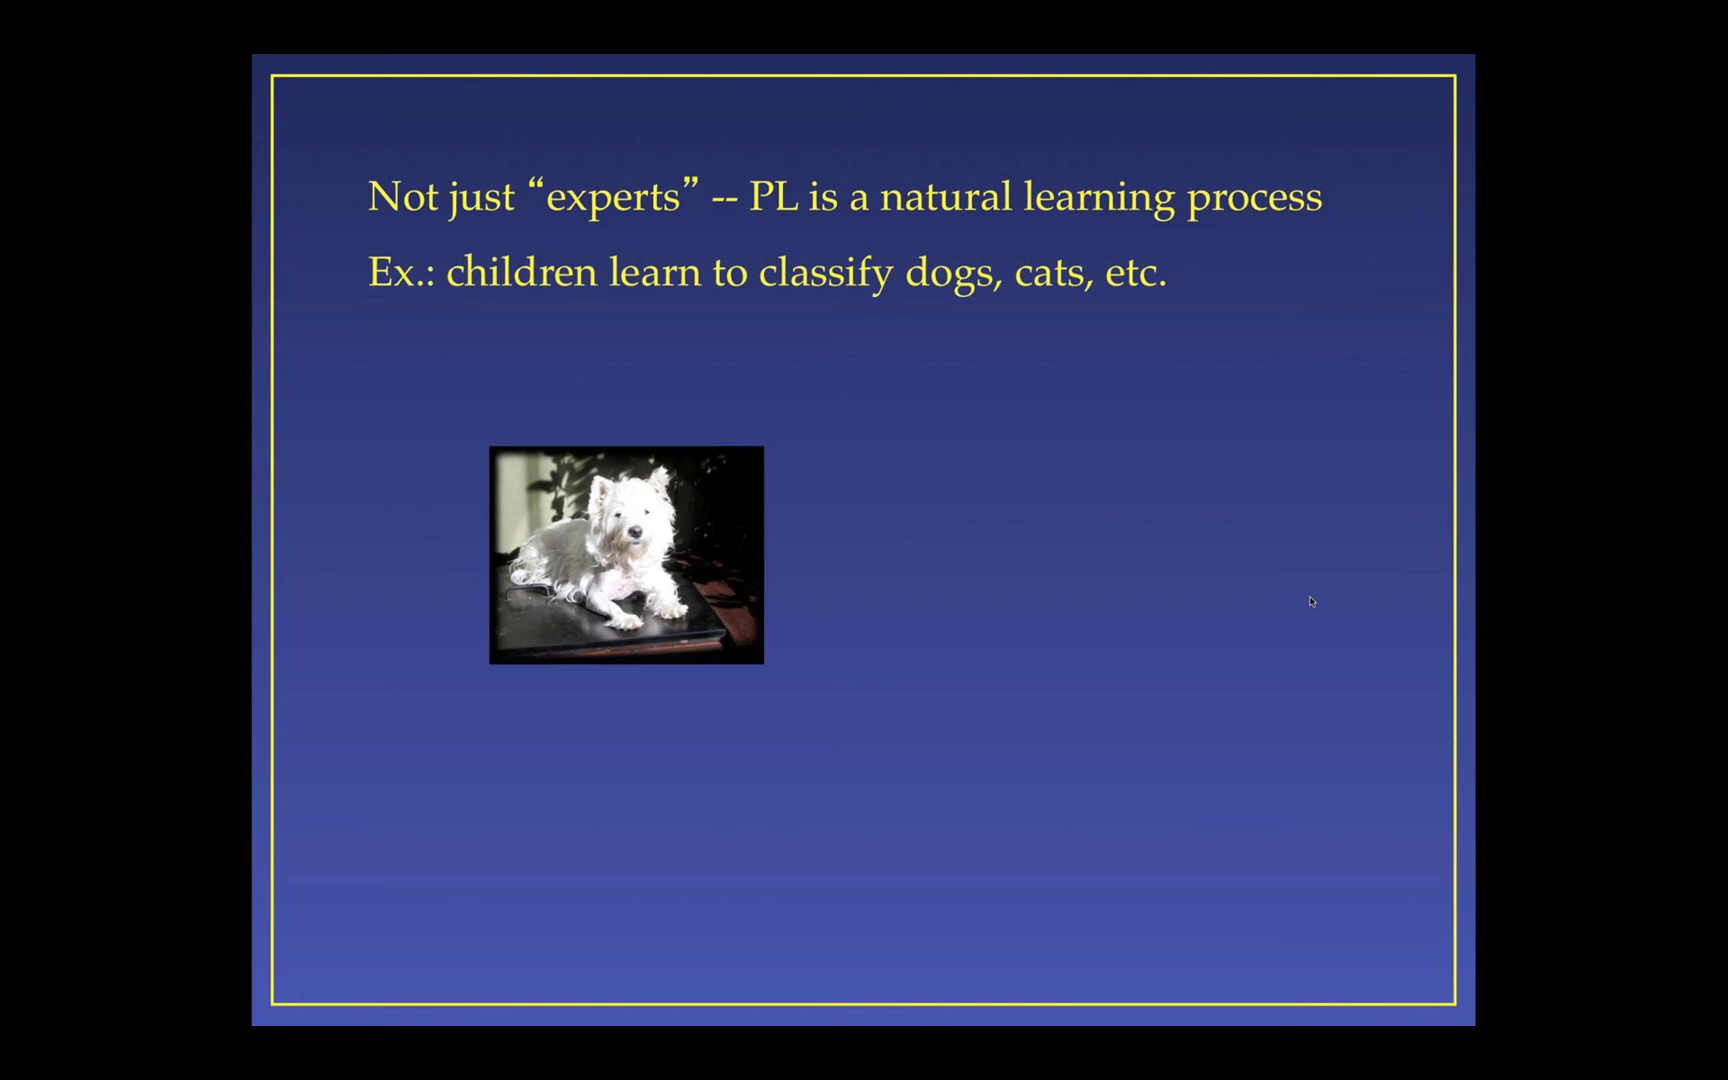 Not just “experts” -- PL is a natural learning process
Ex.: children learn to classify dogs, cats, etc.